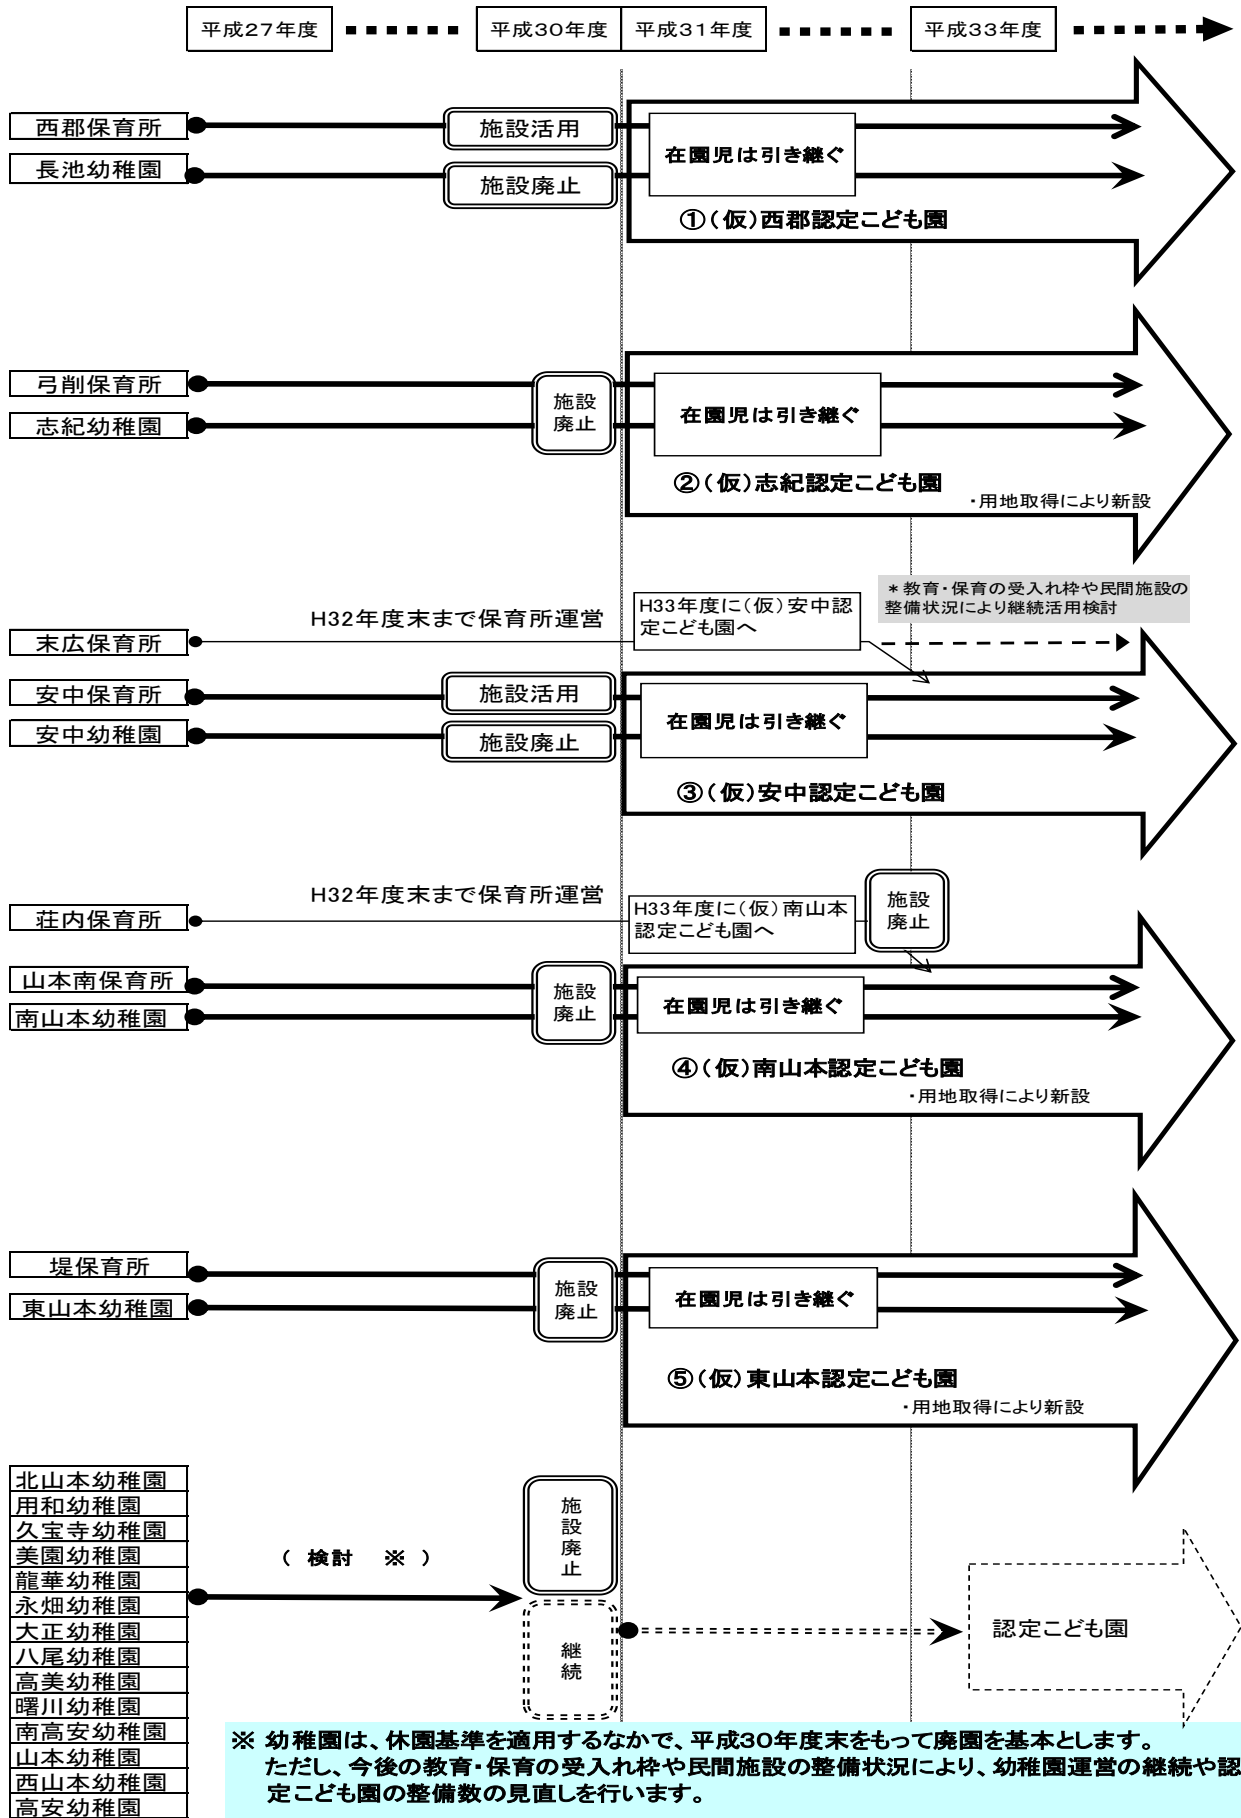 平成27年度
平成30年度
平成31年度
平成33年度
西郡保育所
長池幼稚園
施設活用
施設廃止
在園児は引き継ぐ
①(仮)西郡認定こども園
弓削保育所
志紀幼稚園
施設
廃止
在園児は引き継ぐ
②(仮)志紀認定こども園
・用地取得により新設
末広保育所
H32年度末まで保育所運営
H33年度に(仮)安中認
定こども園へ
＊教育・保育の受入れ枠や民間施設の
整備状況により継続活用検討
安中保育所
安中幼稚園
施設活用
施設廃止
在園児は引き継ぐ
③(仮)安中認定こども園
荘内保育所
H32年度末まで保育所運営
H33年度に(仮)南山本
認定こども園へ
施設
廃止
山本南保育所
南山本幼稚園
施設
廃止
在園児は引き継ぐ
④(仮)南山本認定こども園
・用地取得により新設
堤保育所
東山本幼稚園
施設
廃止
在園児は引き継ぐ
⑤(仮)東山本認定こども園
・用地取得により新設
北山本幼稚園
用和幼稚園
久宝寺幼稚園
美園幼稚園
龍華幼稚園
永畑幼稚園
大正幼稚園
八尾幼稚園
高美幼稚園
曙川幼稚園
南高安幼稚園
山本幼稚園
西山本幼稚園
高安幼稚園
( 検討 ※ )
施
設
廃
止
継
続
認定こども園
※ 幼稚園は、休園基準を適用するなかで、平成30年度末をもって廃園を基本とします。
ただし、今後の教育・保育の受入れ枠や民間施設の整備状況により、幼稚園運営の継続や認
定こども園の整備数の見直しを行います。